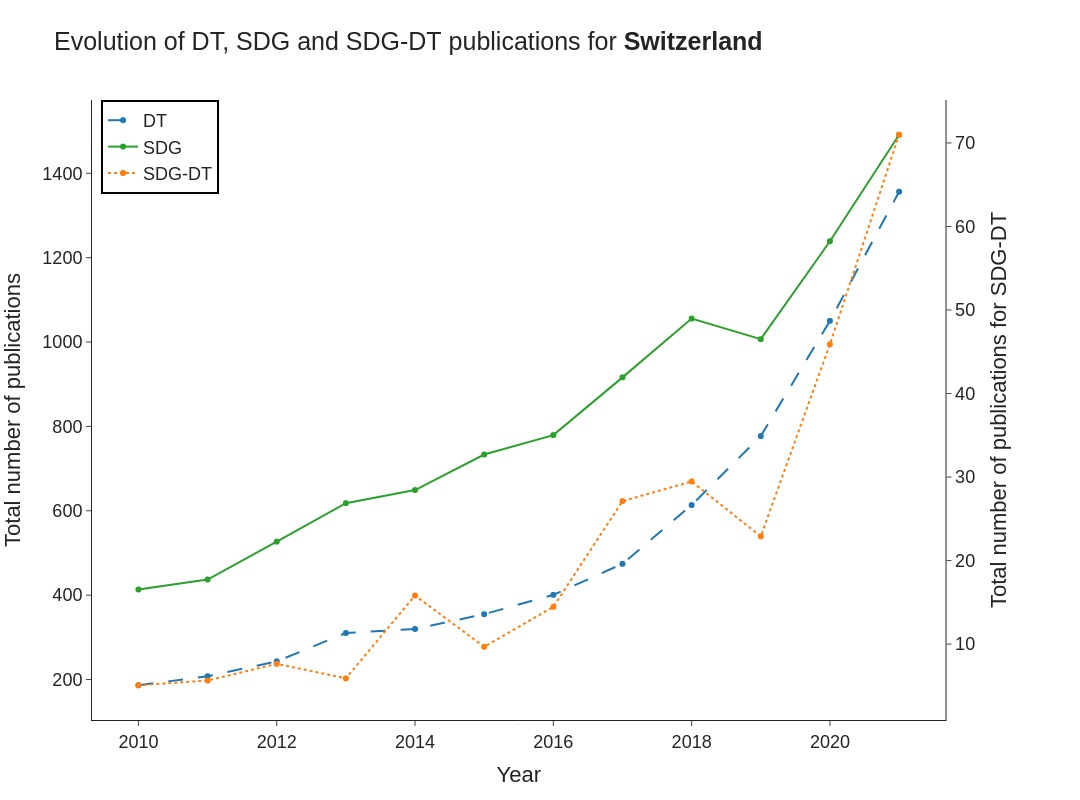 Evolution of DT, SDG and SDG-DT publications for Switzerland
DT
SDG
SDG-DT
Total number of publications
1400
1200
1000
800
600
400
200
70
60
50
40
30
20
10
Total number of publications for SDG-DT
2010 2012 2014 2016 2018 2020
Year